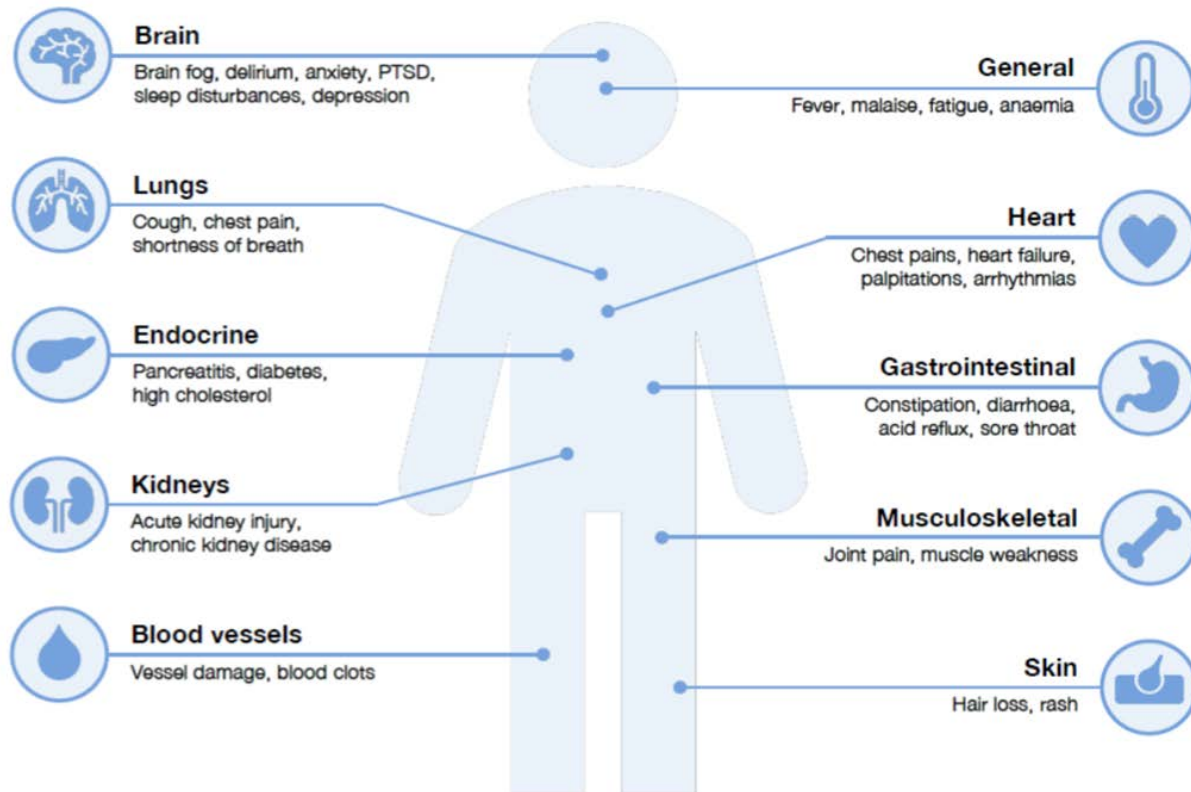 Brain
Brain fog, delirium, anxiety, PTSD,
sleep disturbances, depression
Lungs
Cough, chest pain,
shortness of breath
Endocrine
Pancreatitis, diabetes,
high cholesterol
Kidneys
Acute kidney injury,
chronic kidney disease
Blood vessels
Vessel damage, blood clots
General
Fever, malaise, fatigue, anaemia
Heart
Chest pains, heart failure,
palpitations, arrhythmias
Gastrointestinal
Constipation, diarrhoea,
acid reflux, sore throat
Musculoskeletal
Joint pain, muscle weakness
Skin
Hair loss, rash